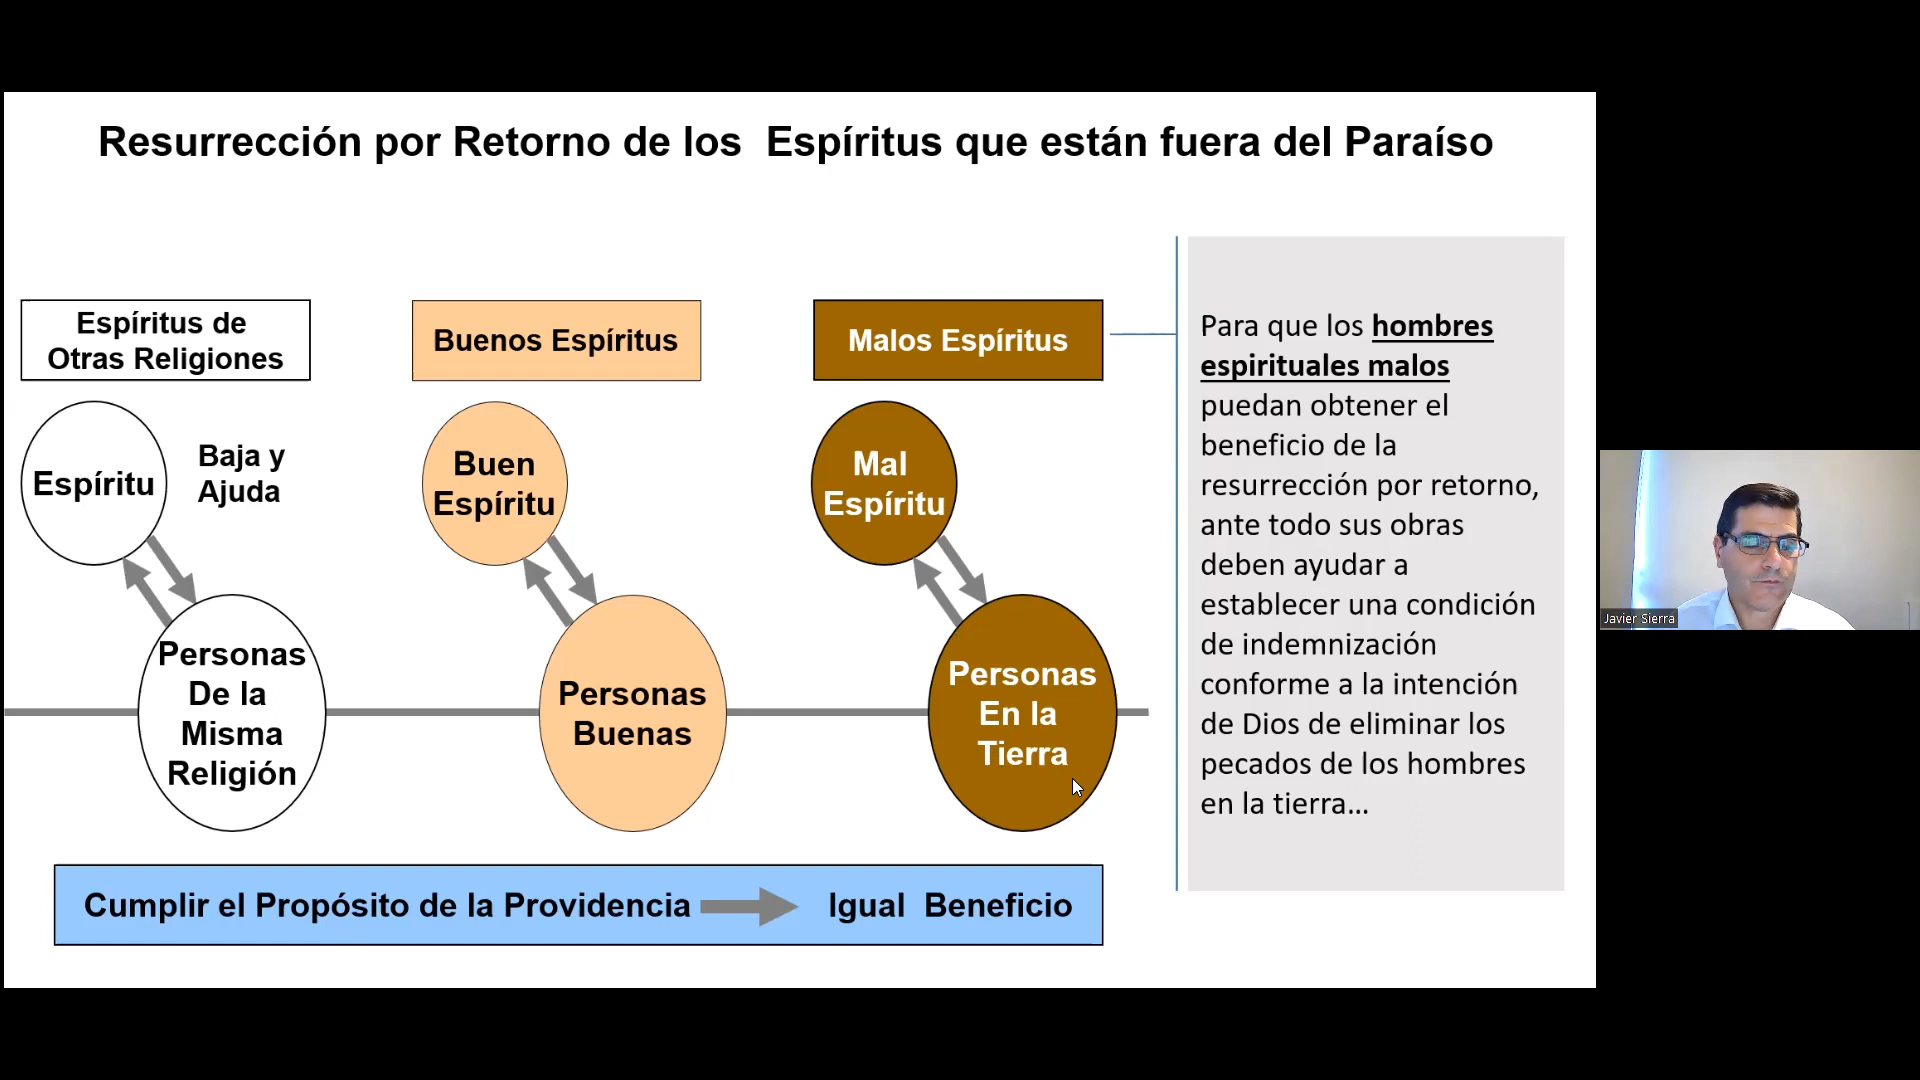 Resurrección por Retorno de los  Espíritus que están fuera del Paraíso
Espíritus de
Otras Religiones
Buenos Espíritus
Malos Espíritus
Espíritu
Baja y
Ajuda
Buen
Espíritu
Mal
Espíritu
Personas
De la
Misma
Religión
Personas
Buenas
Personas
En la
Tierra
Para que los hombres
espirituales malos
puedan obtener el
beneficio de la
resurrección por retorno,
ante todo sus obras
deben ayudar a
establecer una condición
de indemnización
conforme a la intención
de Dios de eliminar los
pecados de los hombres
en la tierra...
Cumplir el Propósito de la Providencia
Igual  Beneficio
Javier Sierra